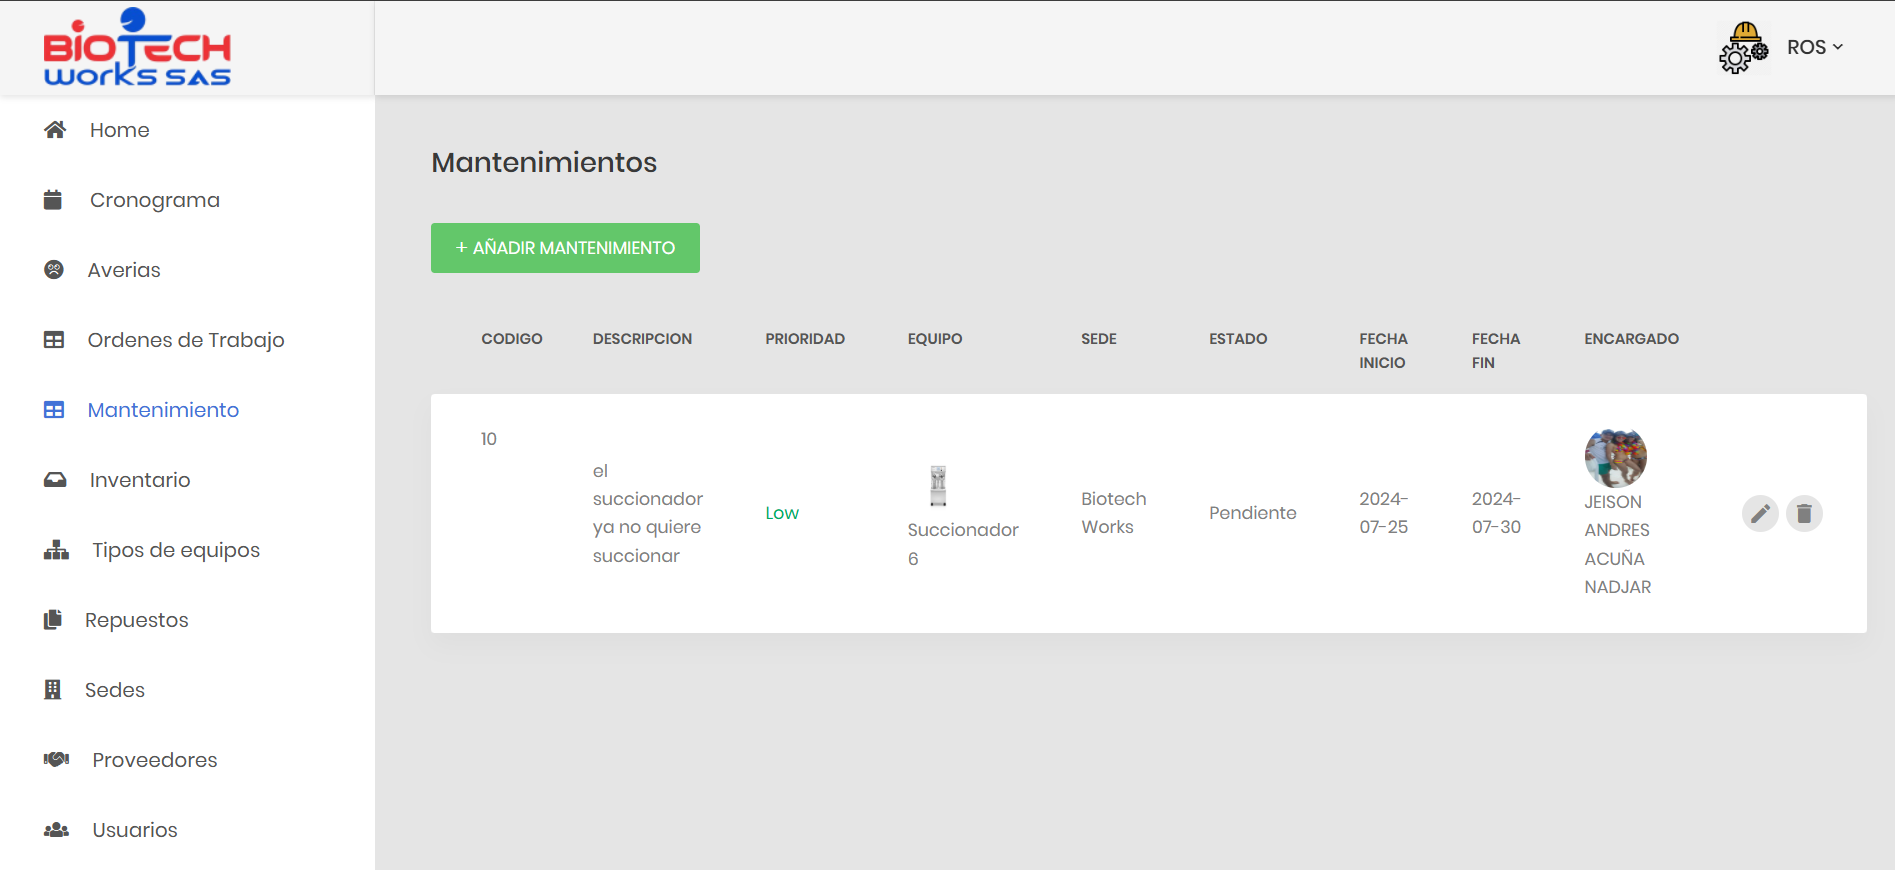 BiOTECH
WORKS SAS
ROS
Home
Cronograma
Averias
Ordenes de Trabajo
Mantenimiento
Inventario
Tipos de equipos
Repuestos
Sedes
Proveedores
Usuarios
Mantenimientos
+ AÑADIR MANTENIMIENTO
CODIGO DESCRIPCION PRIORIDAD EQUIPO SEDE ESTADO FECHA INICIO FECHA FIN ENCARGADO
10
el
succionador
ya no quiere
succionar
Low
Succionador
6
Biotech
Works
Pendiente
2024-
07-25
2024-
07-30
JEISON
ANDRES
ACUÑA
NADJAR